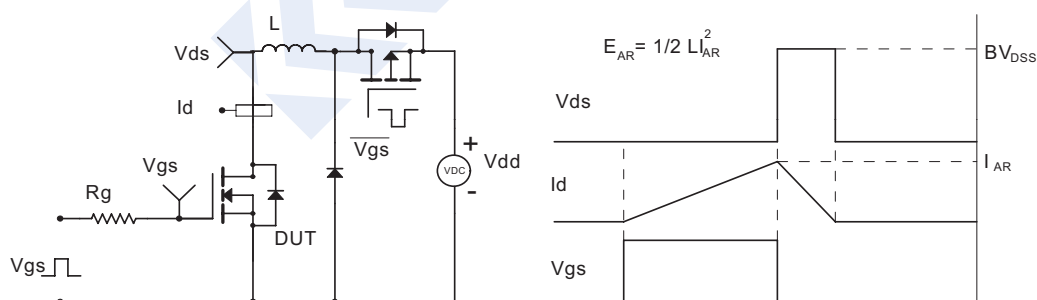 L
Vds
Id
Vgs
Rg
Vgs
DUT
Vgs
VDC
+
-
Vdd
E_AR = 1/2 LI_AR^2
Vds
BV_DSS
Id
I_AR
Vgs